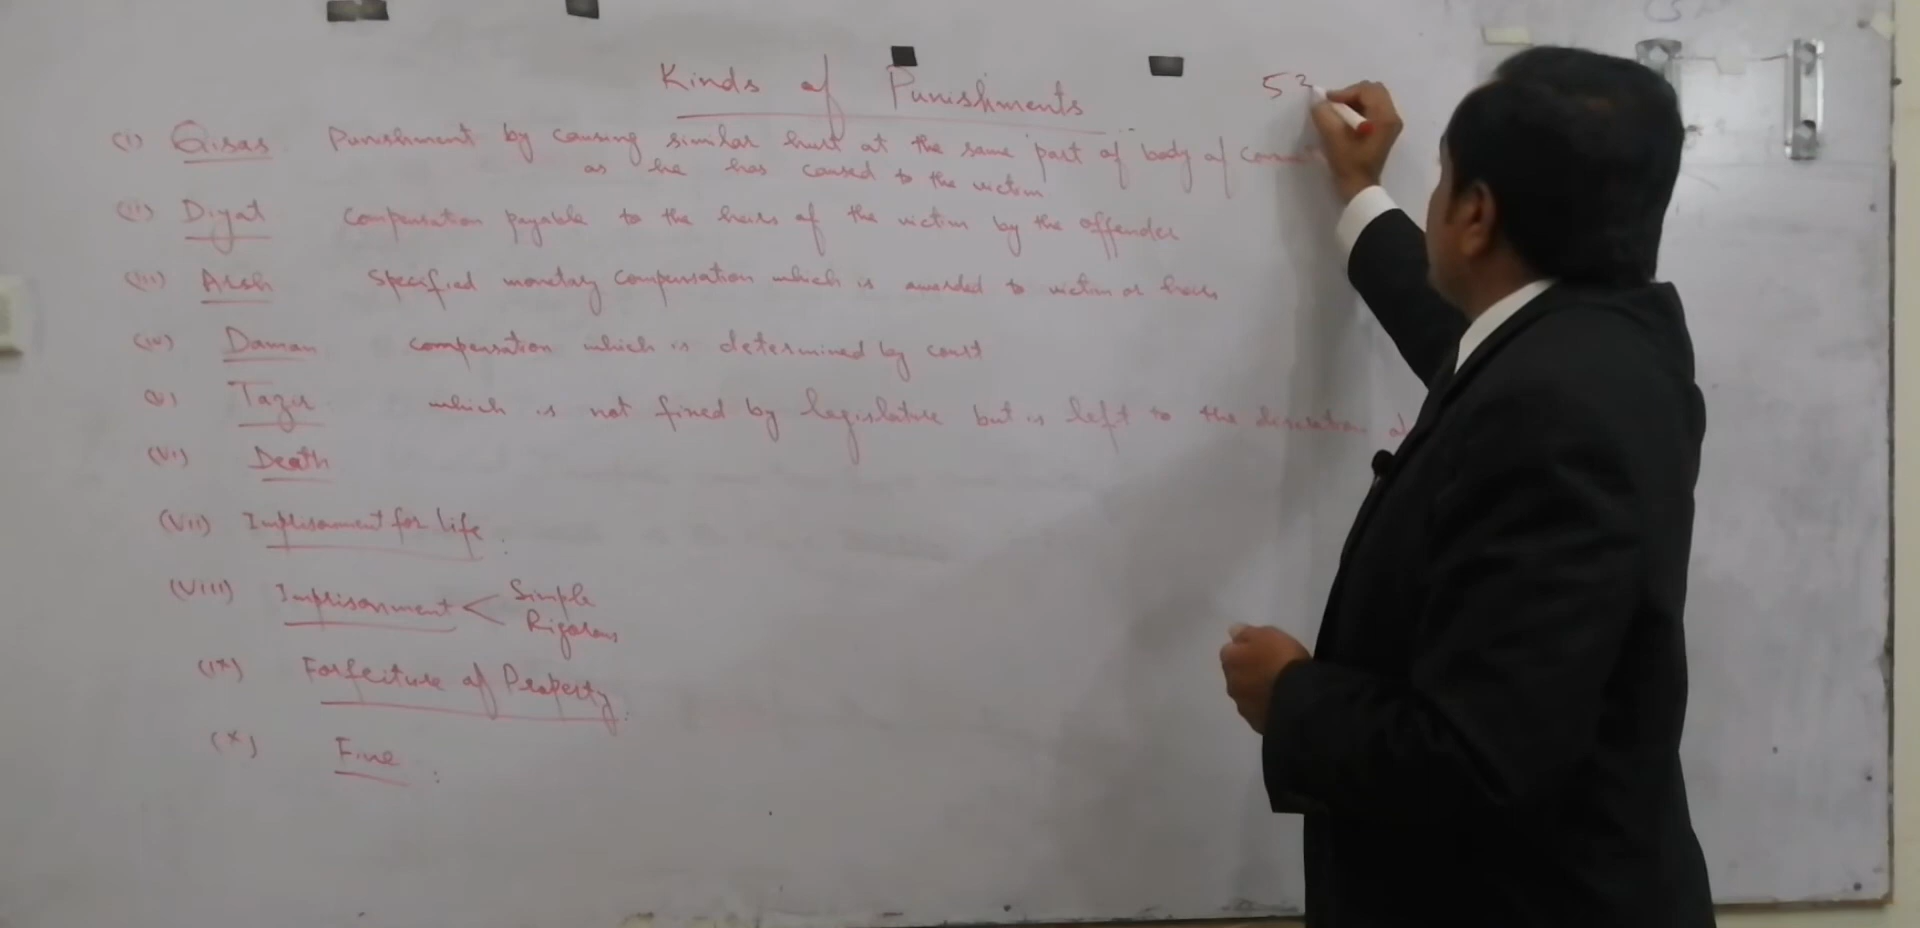 Kinds of Punishments 53
(i) Qisas Punishment by causing similar hurt at the same part of body of
as he has caused to the victim
(ii) Diyat Compensation payable to the heirs of the victim by the offender
(iii) Arsh Specified monetary compensation which is awarded to victim or heirs
(iv) Daman compensation which is determined by court
(v) Tazir which is not fixed by legislature but is left to the discretion of
(vi) Death
(vii) Imprisonment for life
(viii) Imprisonment < Simple
Rigorous
(ix) Forfeiture of Property
(x) Fine